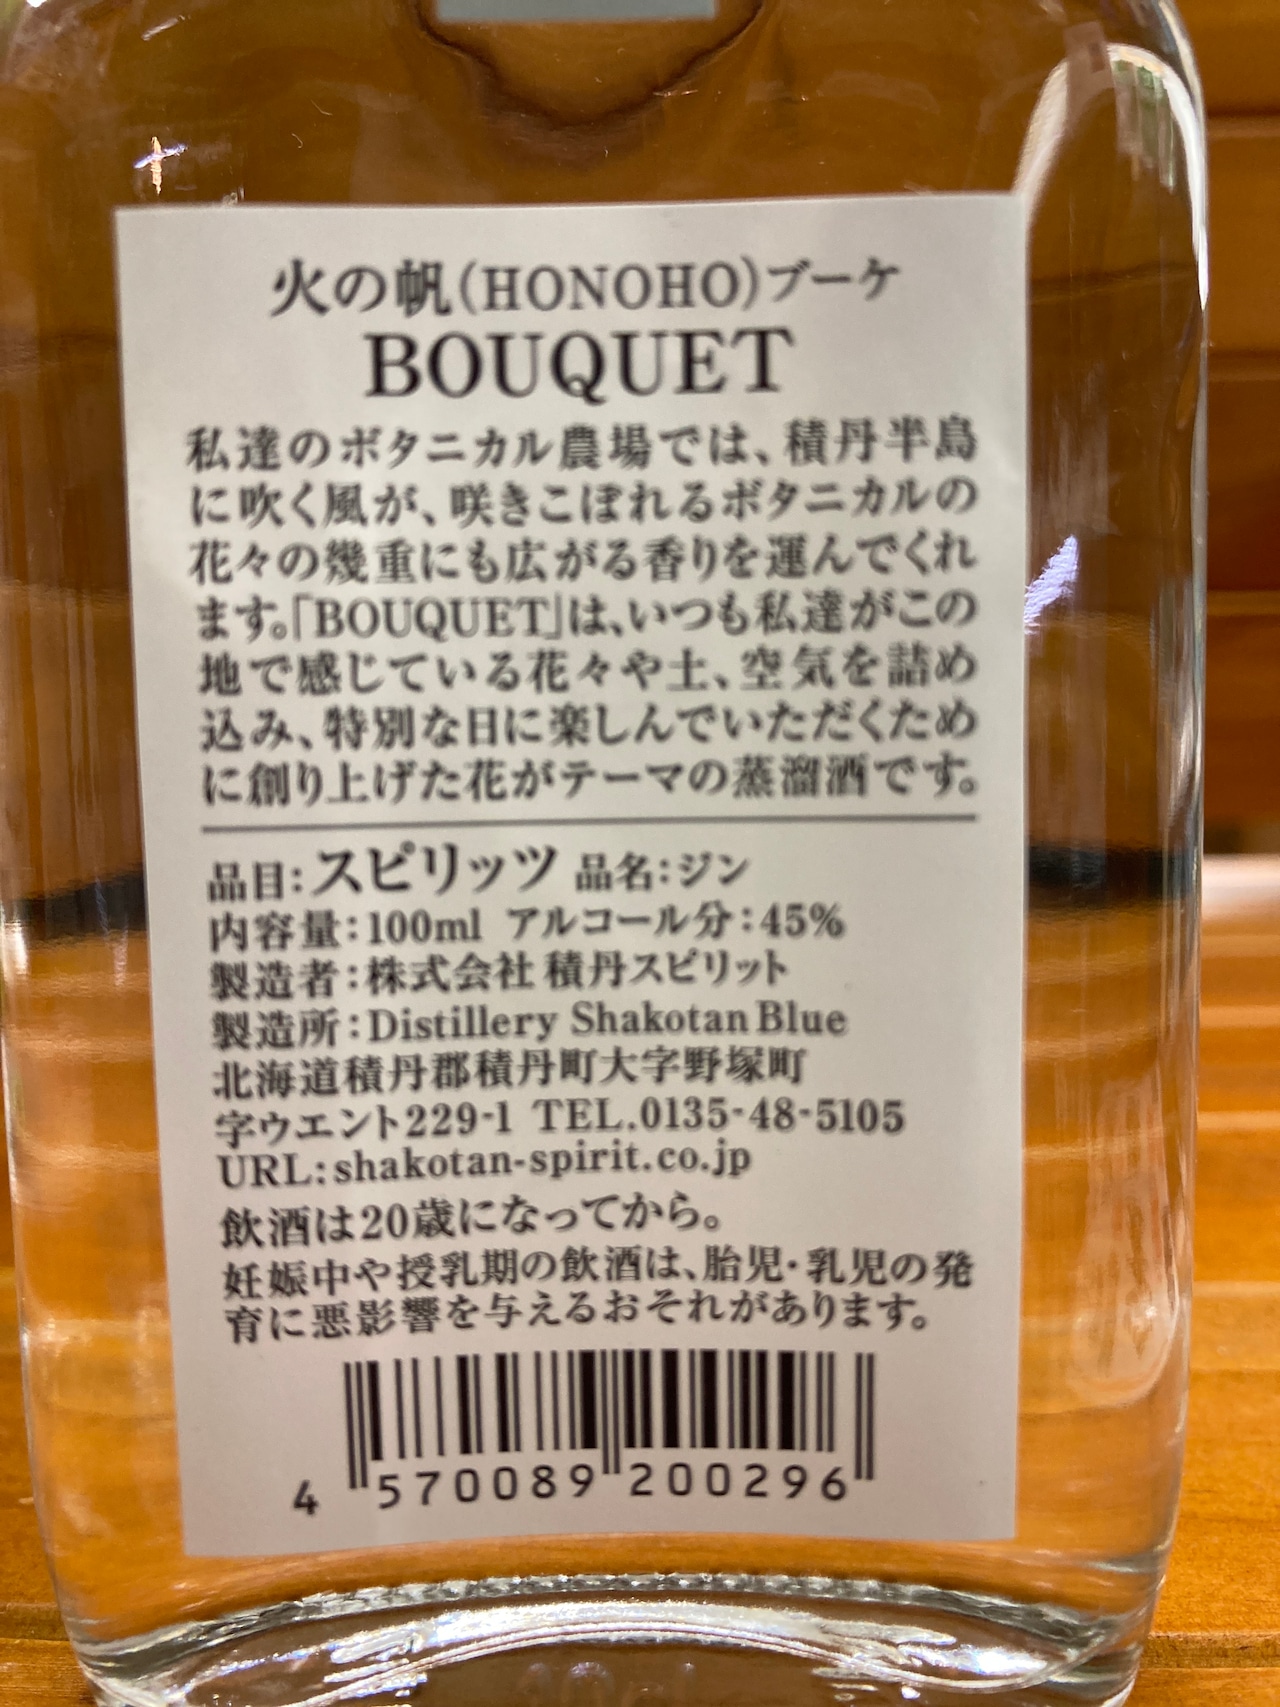 火の帆(HONOHO)ブーケ
BOUQUET
私達のボタニカル農場では、積丹半島
に吹く風が、咲きこぼれるボタニカルの
花々の幾重にも広がる香りを運んでくれ
ます。「BOUQUET」は、いつも私達がこの
地で感じている花々や土、空気を詰め
込み、特別な日に楽しんでいただくため
に創り上げた花がテーマの蒸溜酒です。
品目：スピリッツ 品名：ジン
内容量：100ml アルコール分：45%
製造者：株式会社 積丹スピリット
製造所：Distillery Shakotan Blue
北海道積丹郡積丹町大字野塚町
字ウエント229-1 TEL.0135-48-5105
URL：shakotan-spirit.co.jp
飲酒は20歳になってから。
妊娠中や授乳期の飲酒は、胎児・乳児の発
育に悪影響を与えるおそれがあります。
4 570089 200296